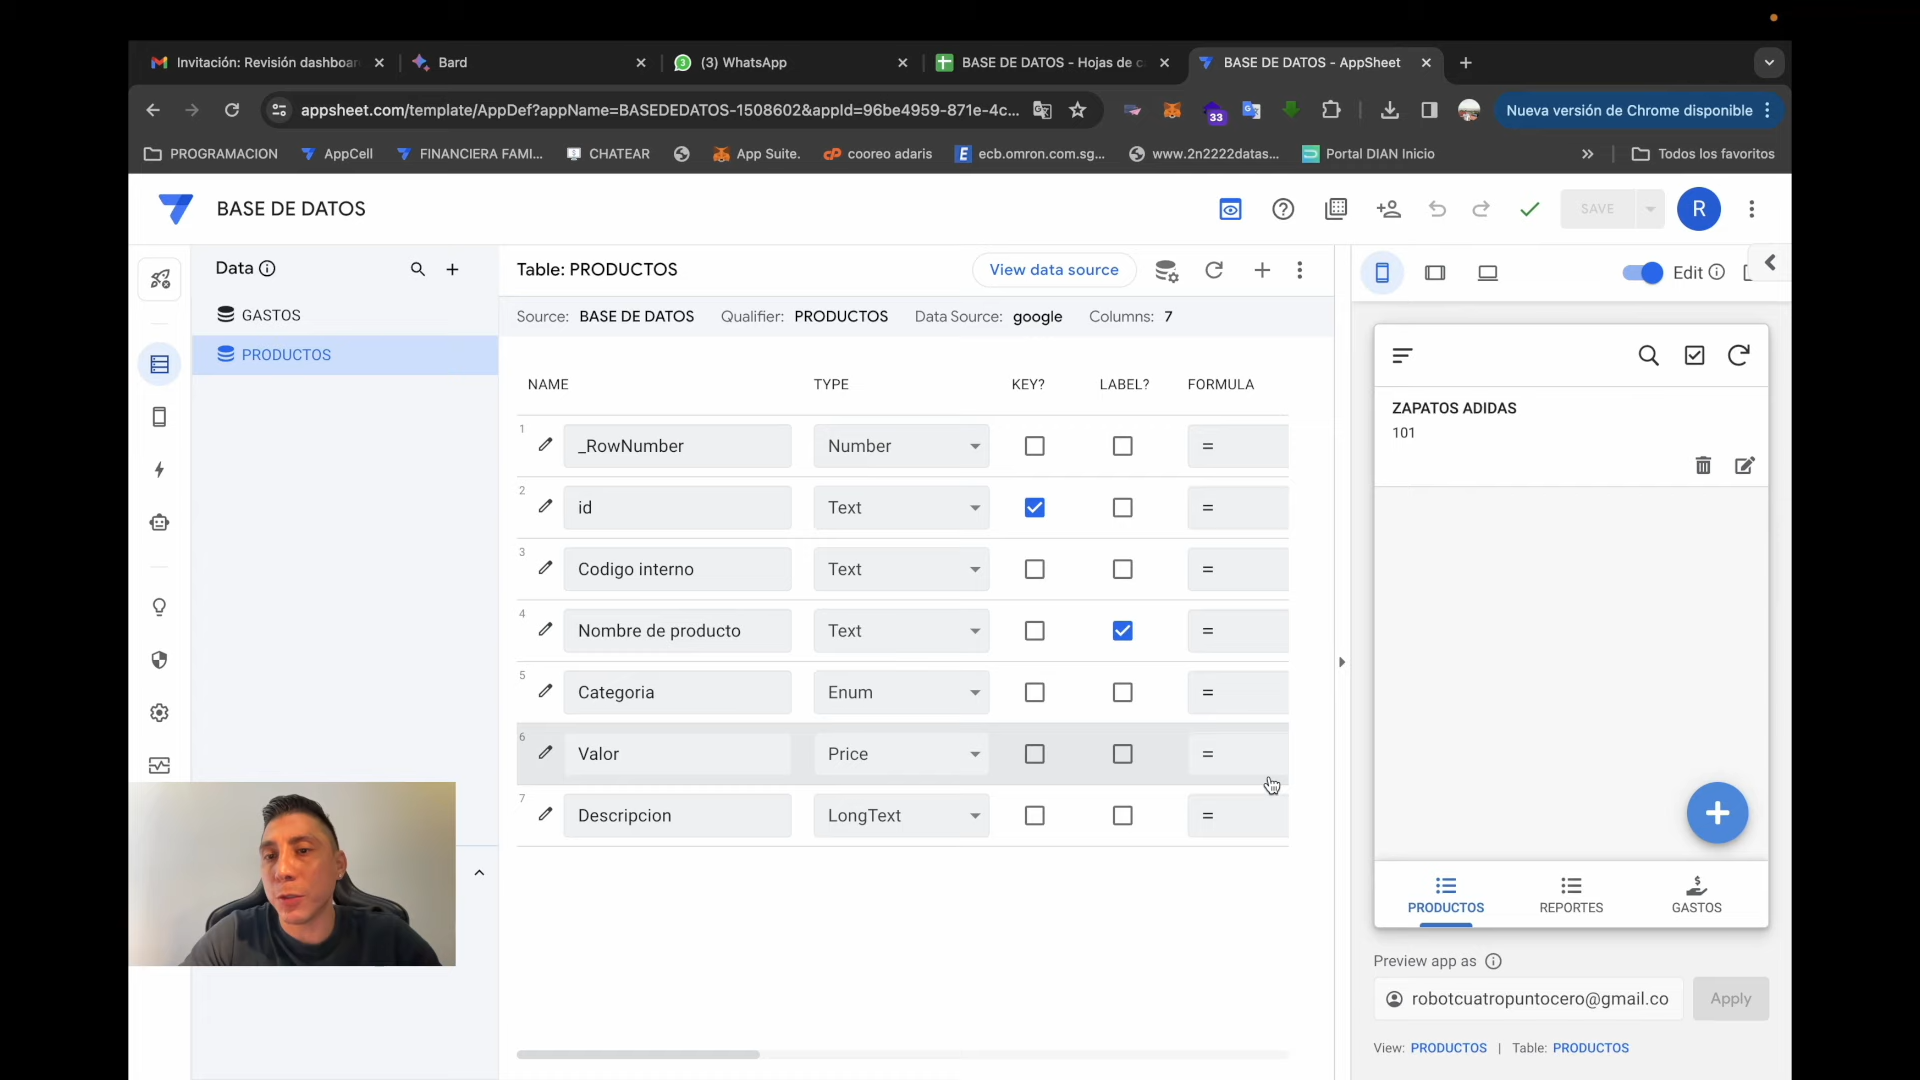 Invitación: Revisión dashboar
Bard
(3) WhatsApp
BASE DE DATOS - Hojas de c
BASE DE DATOS - AppSheet
appsheet.com/template/AppDef?appName=BASEDEDATOS-1508602&appId=96be4959-871e-4c...
33
Nueva versión de Chrome disponible
PROGRAMACION
AppCell
FINANCIERA FAMI...
CHATEAR
App Suite.
cooreo adaris
ecb.omron.com.sg...
www.2n2222datas...
Portal DIAN Inicio
»
Todos los favoritos
BASE DE DATOS
SAVE
R
Data
GASTOS
PRODUCTOS
Table: PRODUCTOS
View data source
Source: BASE DE DATOS Qualifier: PRODUCTOS Data Source: google Columns: 7
NAME TYPE KEY? LABEL? FORMULA
1 _RowNumber Number =
2 id Text =
3 Codigo interno Text =
4 Nombre de producto Text =
5 Categoria Enum =
6 Valor Price =
7 Descripcion LongText =
Edit
ZAPATOS ADIDAS
101
PRODUCTOS
REPORTES
GASTOS
Preview app as
robotcuatropuntocero@gmail.co
Apply
View: PRODUCTOS | Table: PRODUCTOS